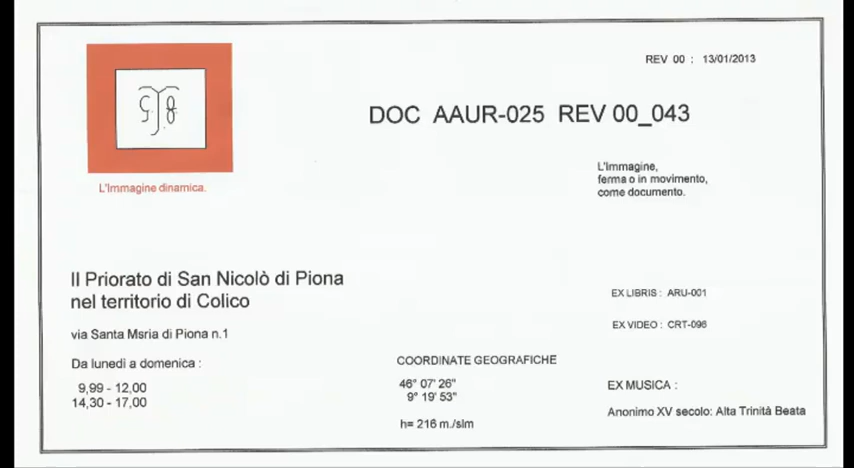 REV 00 : 13/01/2013
DOC AAUR-025 REV 00_043
L'Immagine dinamica.
L'Immagine,
ferma o in movimento,
come documento.
Il Priorato di San Nicolò di Piona
nel territorio di Colico
via Santa Msria di Piona n.1
Da lunedì a domenica :
9,99 - 12,00
14,30 - 17,00
COORDINATE GEOGRAFICHE
46° 07' 26"
9° 19' 53"
h= 216 m./slm
EX LIBRIS : ARU-001
EX VIDEO : CRT-096
EX MUSICA :
Anonimo XV secolo: Alta Trinità Beata